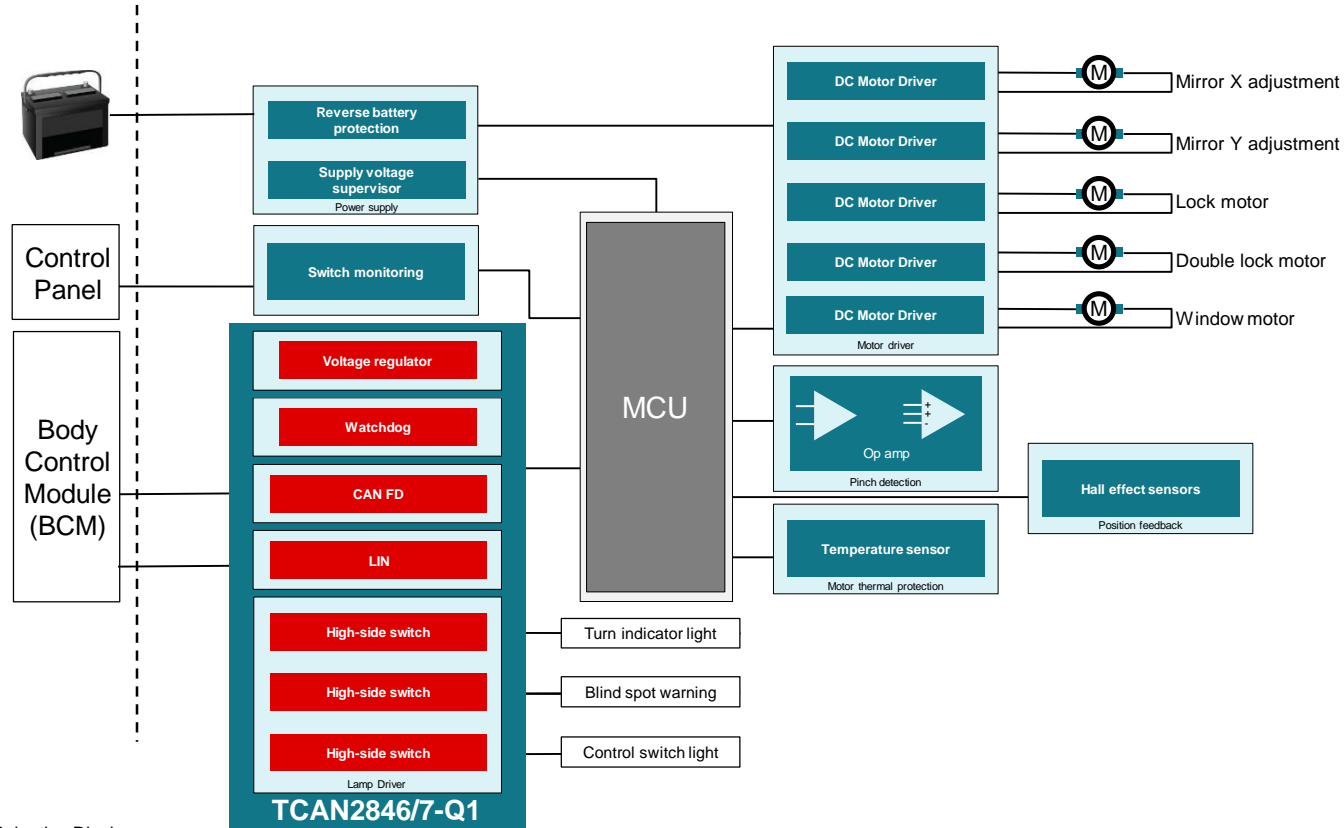 Reverse battery
protection
Supply voltage
supervisor
Power supply
Control
Panel
Switch monitoring
Body
Control
Module
(BCM)
Voltage regulator
Watchdog
CAN FD
LIN
High-side switch
High-side switch
High-side switch
Lamp Driver
TCAN2846/7-Q1
Turn indicator light
Blind spot warning
Control switch light
MCU
DC Motor Driver
DC Motor Driver
DC Motor Driver
DC Motor Driver
DC Motor Driver
Motor driver
M
Mirror X adjustment
M
Mirror Y adjustment
M
Lock motor
M
Double lock motor
M
Window motor
+
+
-
Op amp
Pinch detection
Hall effect sensors
Position feedback
Temperature sensor
Motor thermal protection